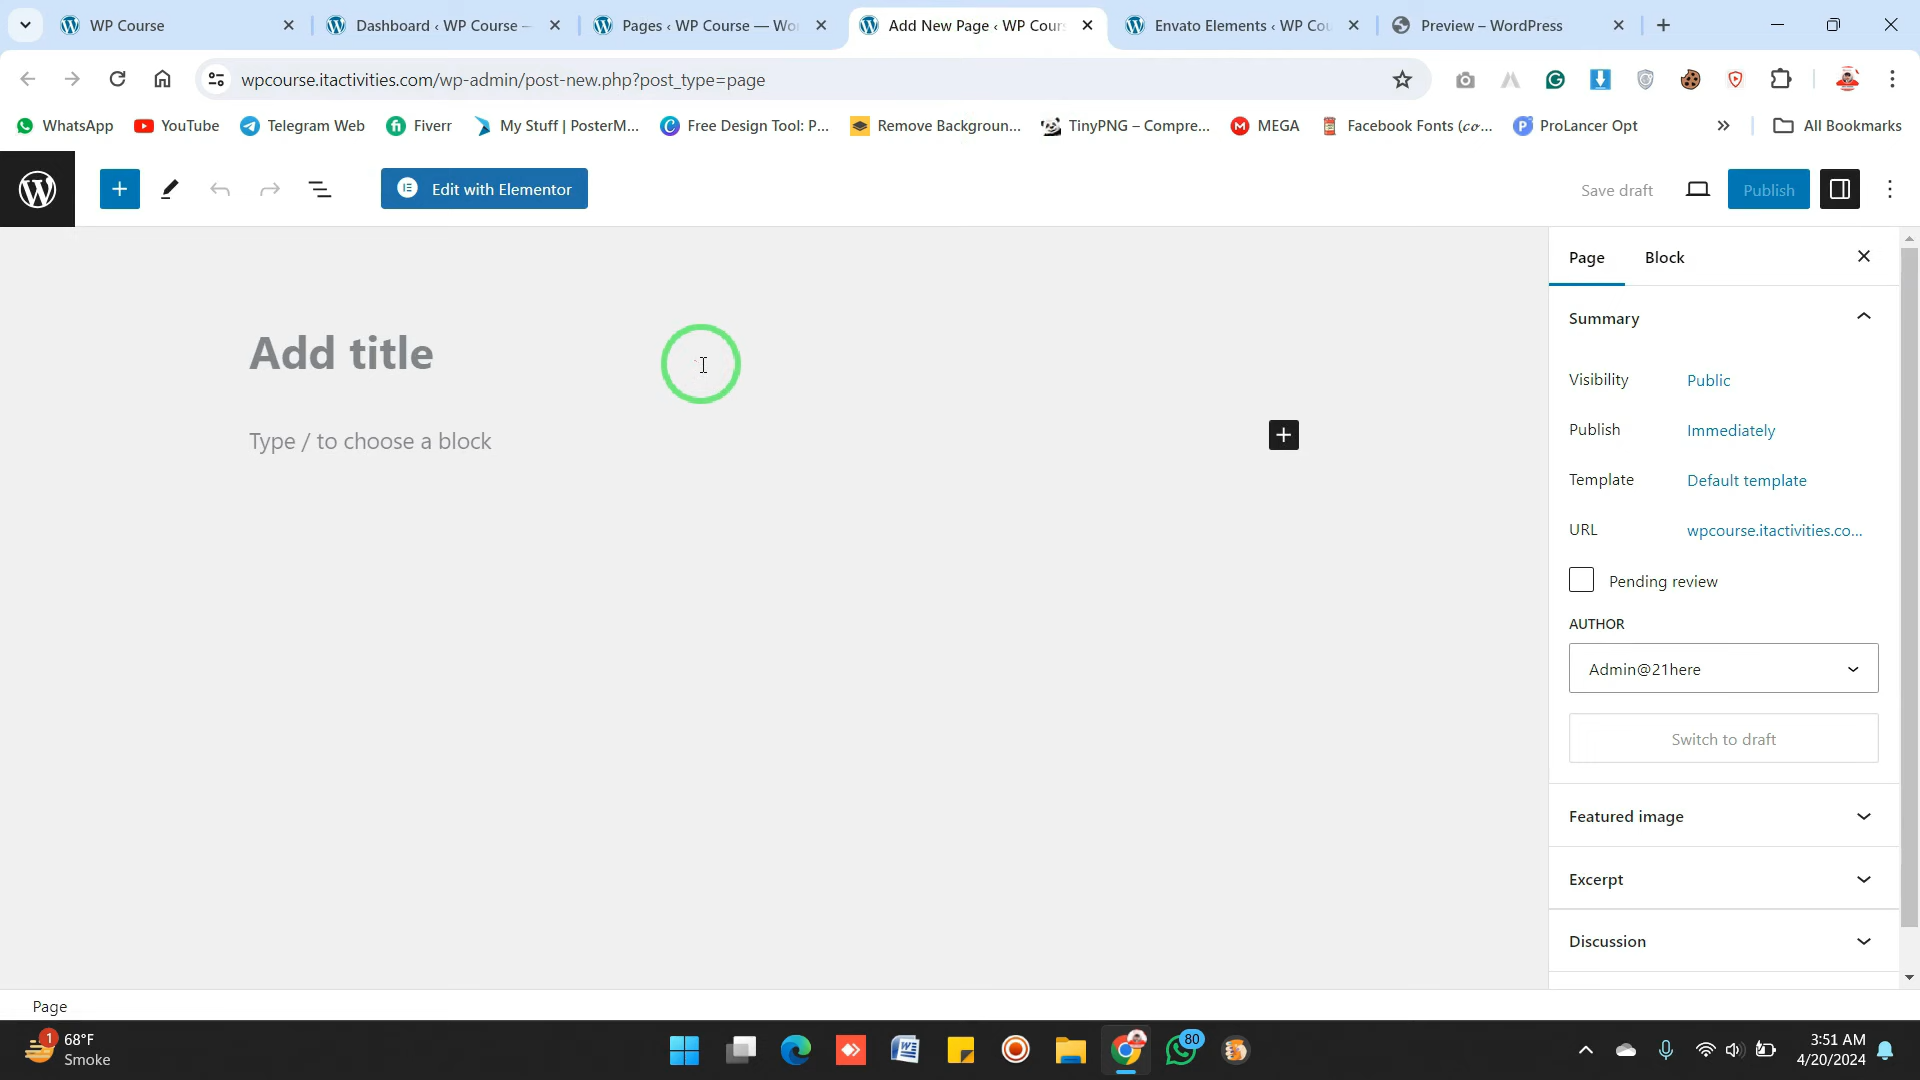 WP Course
Dashboard ‹ WP Course —
Pages ‹ WP Course — Wo
Add New Page ‹ WP Cours
Envato Elements ‹ WP Cou
Preview – WordPress
wpcourse.itactivities.com/wp-admin/post-new.php?post_type=page
WhatsApp
YouTube
Telegram Web
Fiverr
My Stuff | PosterM...
Free Design Tool: P...
Remove Backgroun...
TinyPNG – Compre...
MEGA
Facebook Fonts (𝒄𝒐...
ProLancer Opt
All Bookmarks
Edit with Elementor
Save draft
Publish
Page
Block
Add title
Type / to choose a block
Summary
Visibility
Public
Publish
Immediately
Template
Default template
URL
wpcourse.itactivities.co...
Pending review
AUTHOR
Admin@21here
Switch to draft
Featured image
Excerpt
Discussion
Page
1
68°F
Smoke
80
3:51 AM
4/20/2024